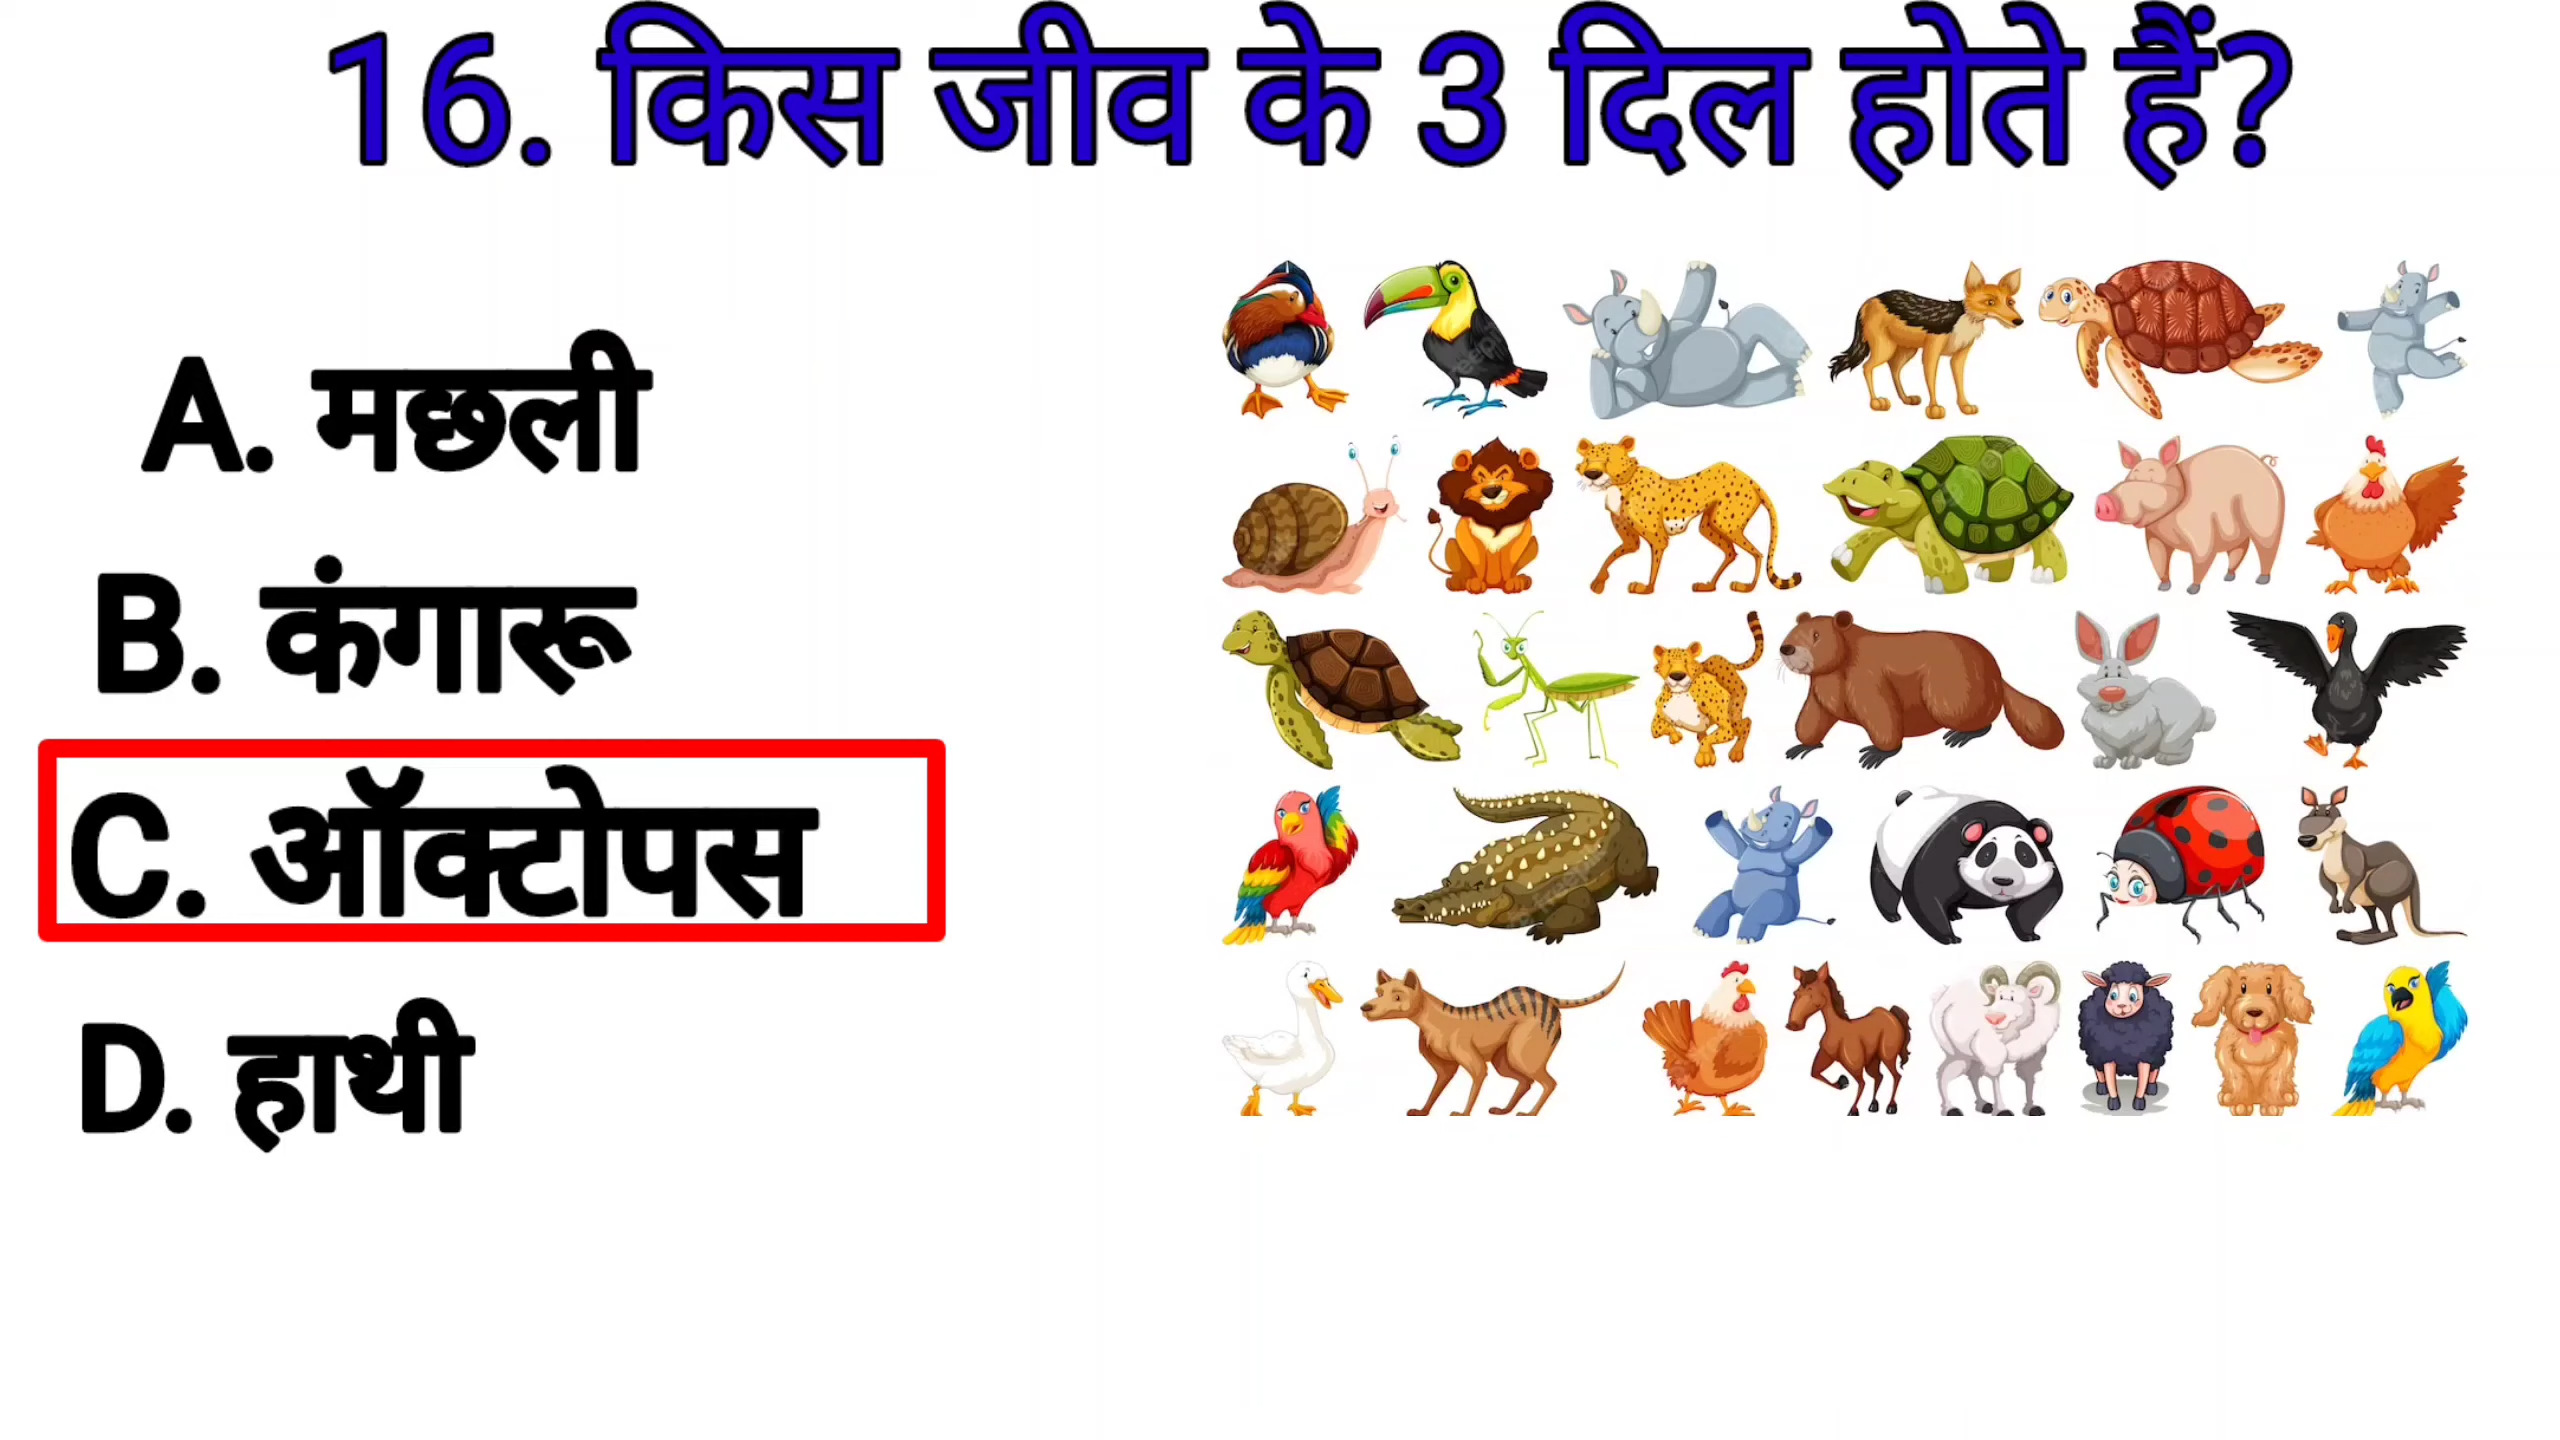 16. किस जीव के 3 दिल होते हैं?
A. मछली
B. कंगारू
C. ऑक्टोपस
D. हाथी